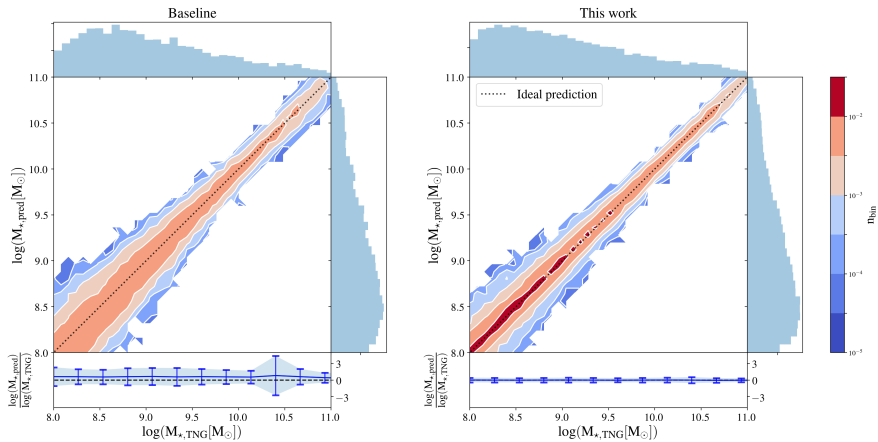 Baseline
This work
11.0
10.5
10.0
9.5
9.0
8.5
8.0
log(M⋆,pred[M⊙])
11.0
10.5
10.0
9.5
9.0
8.5
8.0
log(M⋆,pred[M⊙])
Ideal prediction
10⁻²
10⁻³
10⁻⁴
10⁻⁵
n_bin
log(M⋆,pred)
log(M⋆,TNG)
3
0
−3
log(M⋆,pred)
log(M⋆,TNG)
3
0
−3
8.0 8.5 9.0 9.5 10.0 10.5 11.0
8.0 8.5 9.0 9.5 10.0 10.5 11.0
log(M⋆,TNG[M⊙])
log(M⋆,TNG[M⊙])